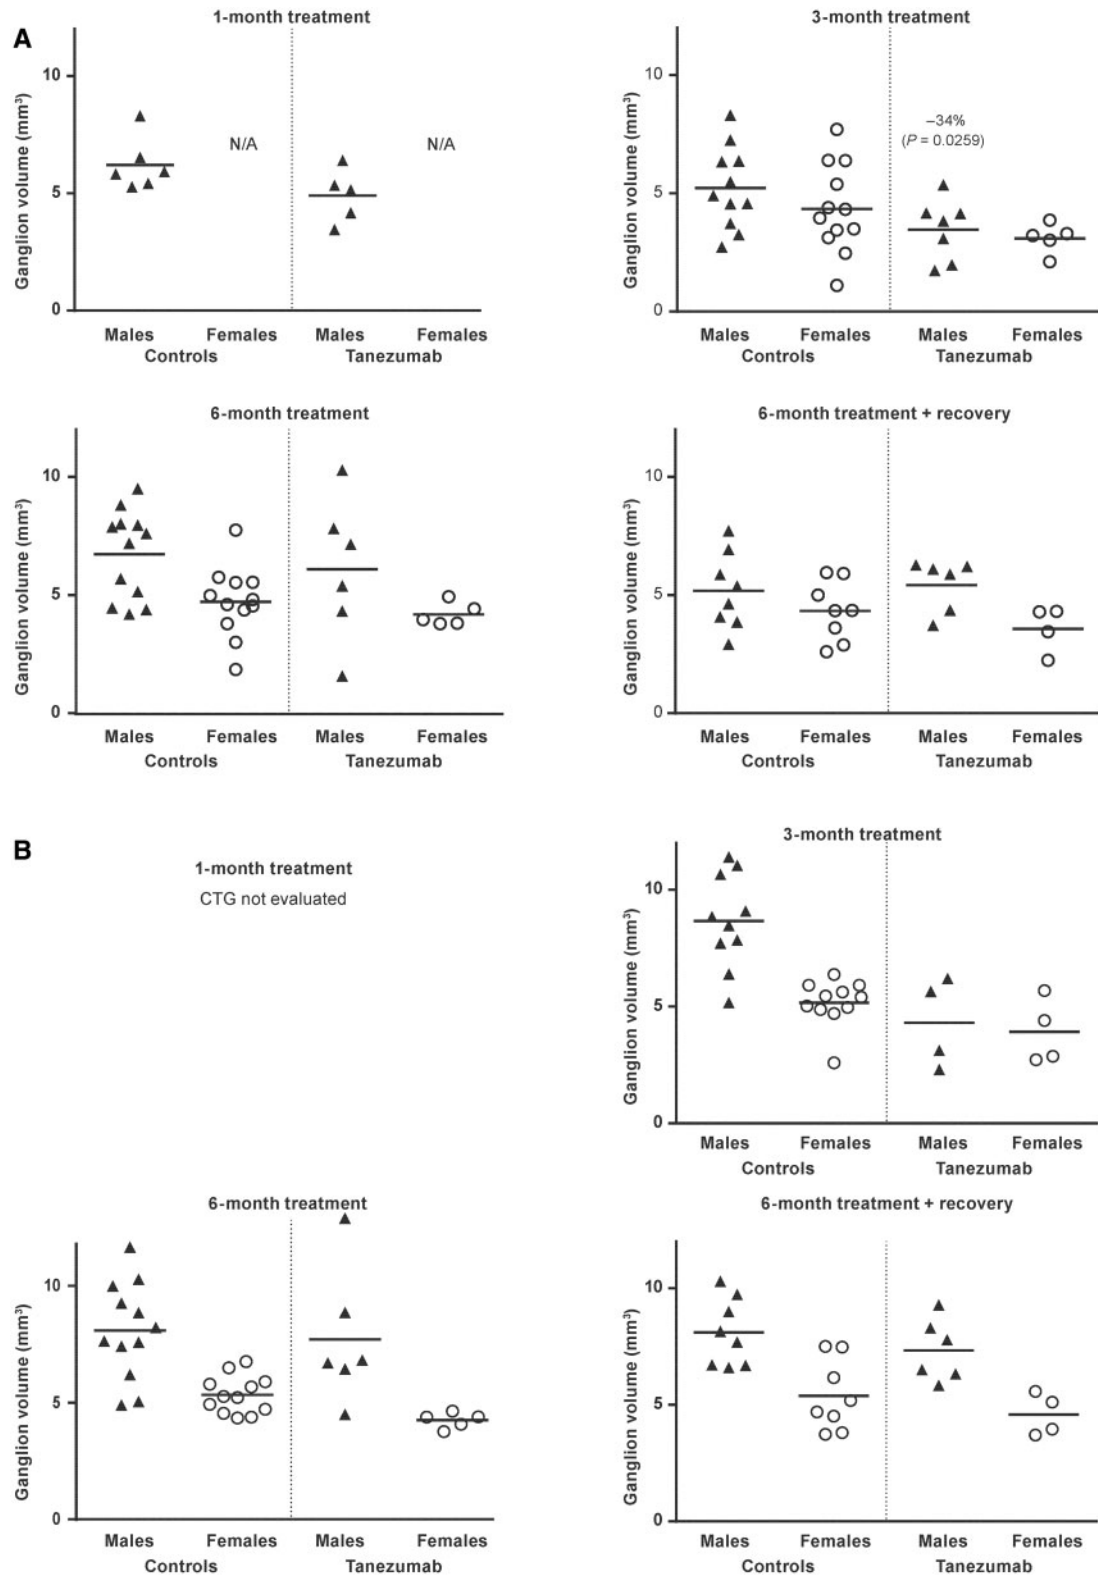 A
1-month treatment
Ganglion volume (mm³)
10
5
0
N/A
N/A
Males
Females
Males
Females
Controls
Tanezumab
3-month treatment
Ganglion volume (mm³)
10
5
0
–34%
(P = 0.0259)
Males
Females
Males
Females
Controls
Tanezumab
6-month treatment
Ganglion volume (mm³)
10
5
0
Males
Females
Males
Females
Controls
Tanezumab
6-month treatment + recovery
Ganglion volume (mm³)
10
5
0
Males
Females
Males
Females
Controls
Tanezumab
B
1-month treatment
CTG not evaluated
3-month treatment
Ganglion volume (mm³)
10
5
0
Males
Females
Males
Females
Controls
Tanezumab
6-month treatment
Ganglion volume (mm³)
10
5
0
Males
Females
Males
Females
Controls
Tanezumab
6-month treatment + recovery
Ganglion volume (mm³)
10
5
0
Males
Females
Males
Females
Controls
Tanezumab